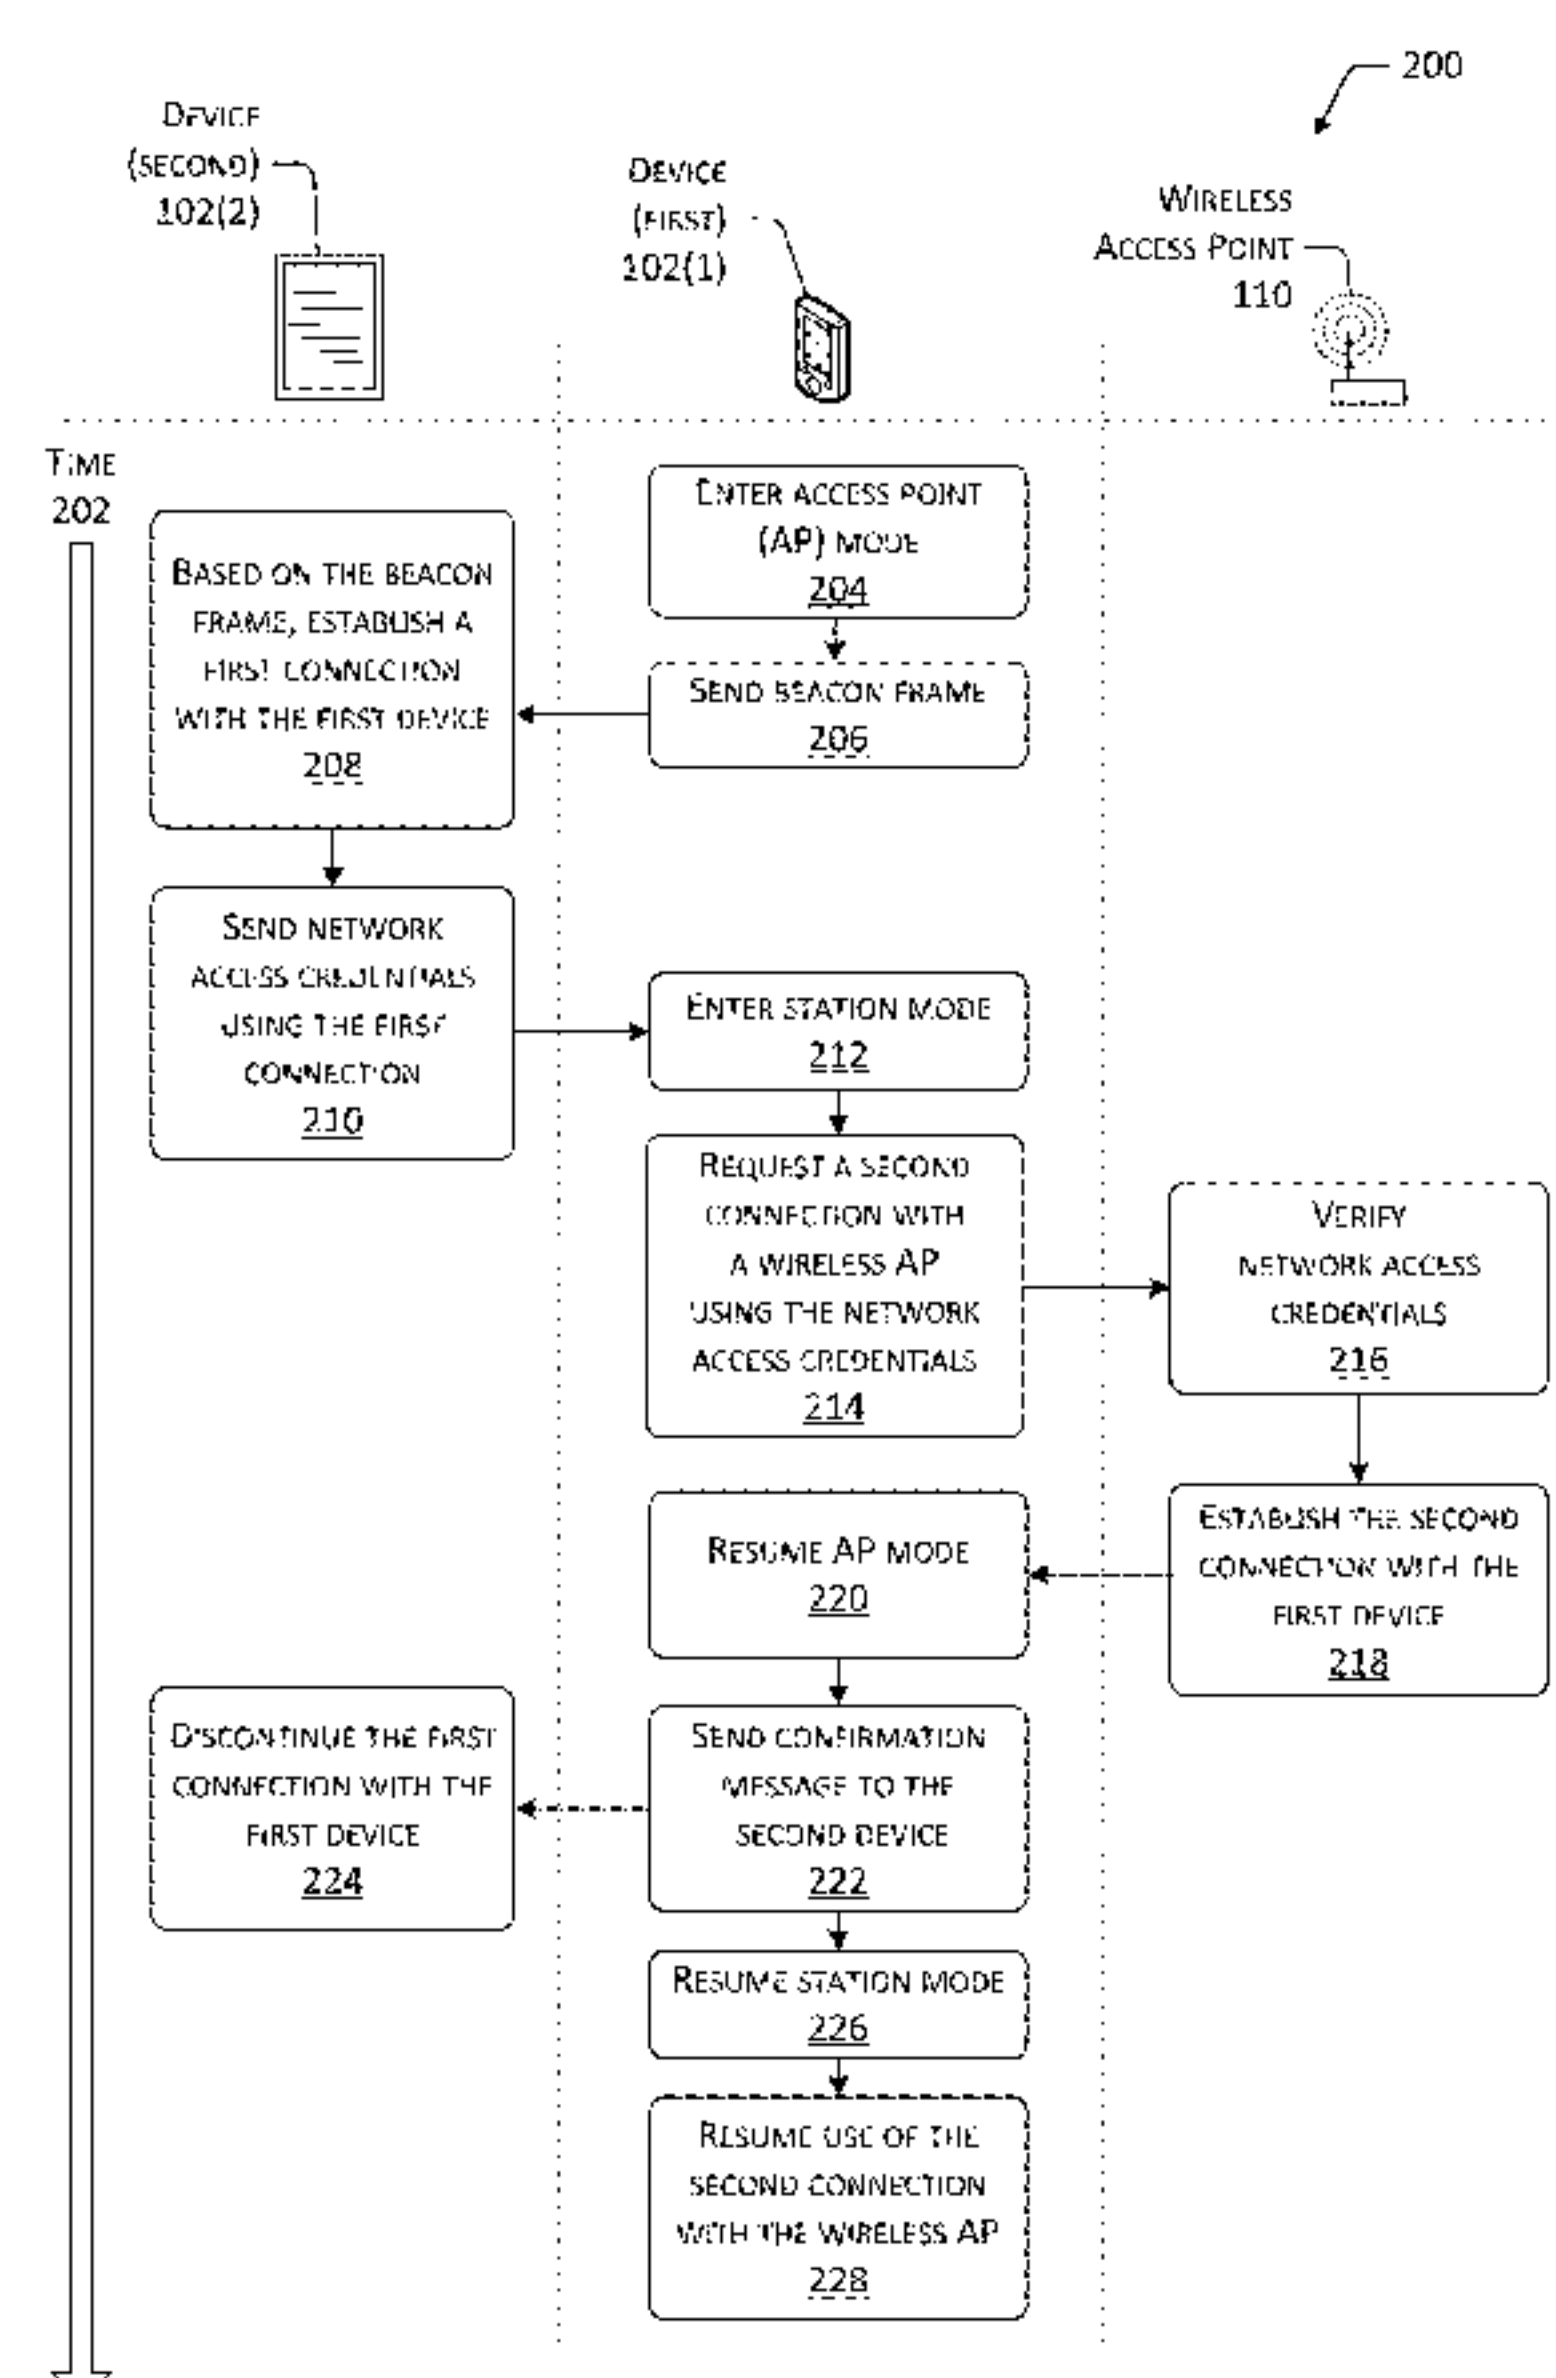 200
DEVICE
(SECOND)
102(2)
DEVICE
(FIRST)
102(1)
WIRELESS
ACCESS POINT
110
TIME
202
ENTER ACCESS POINT
(AP) MODE
204
SEND BEACON FRAME
206
BASED ON THE BEACON
FRAME, ESTABLISH A
FIRST CONNECTION
WITH THE FIRST DEVICE
208
SEND NETWORK
ACCESS CREDENTIALS
USING THE FIRST
CONNECTION
210
ENTER STATION MODE
212
REQUEST A SECOND
CONNECTION WITH
A WIRELESS AP
USING THE NETWORK
ACCESS CREDENTIALS
214
VERIFY
NETWORK ACCESS
CREDENTIALS
216
ESTABLISH THE SECOND
CONNECTION WITH THE
FIRST DEVICE
218
RESUME AP MODE
220
SEND CONFIRMATION
MESSAGE TO THE
SECOND DEVICE
222
DISCONTINUE THE FIRST
CONNECTION WITH THE
FIRST DEVICE
224
RESUME STATION MODE
226
RESUME USE OF THE
SECOND CONNECTION
WITH THE WIRELESS AP
228